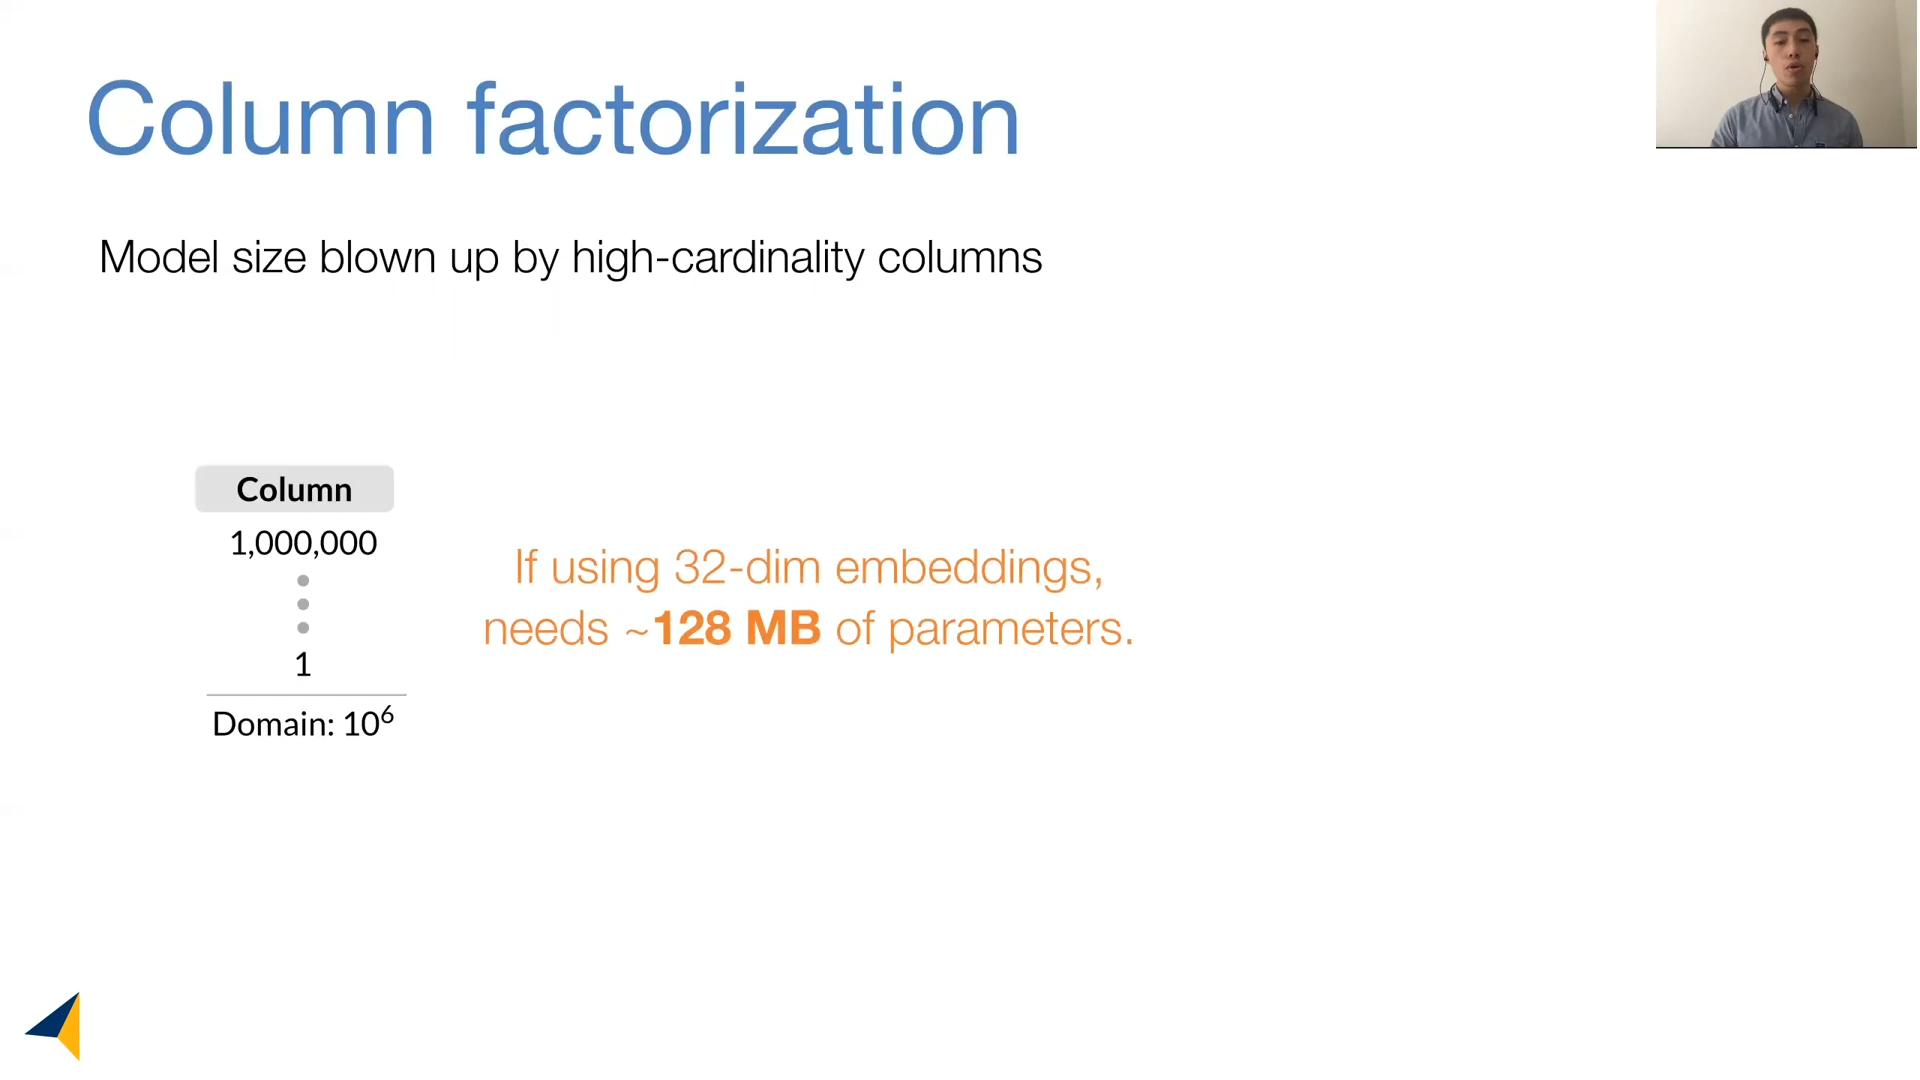 Column factorization
Model size blown up by high-cardinality columns
Column
1,000,000
1
Domain: 10⁶
If using 32-dim embeddings,
needs ~128 MB of parameters.